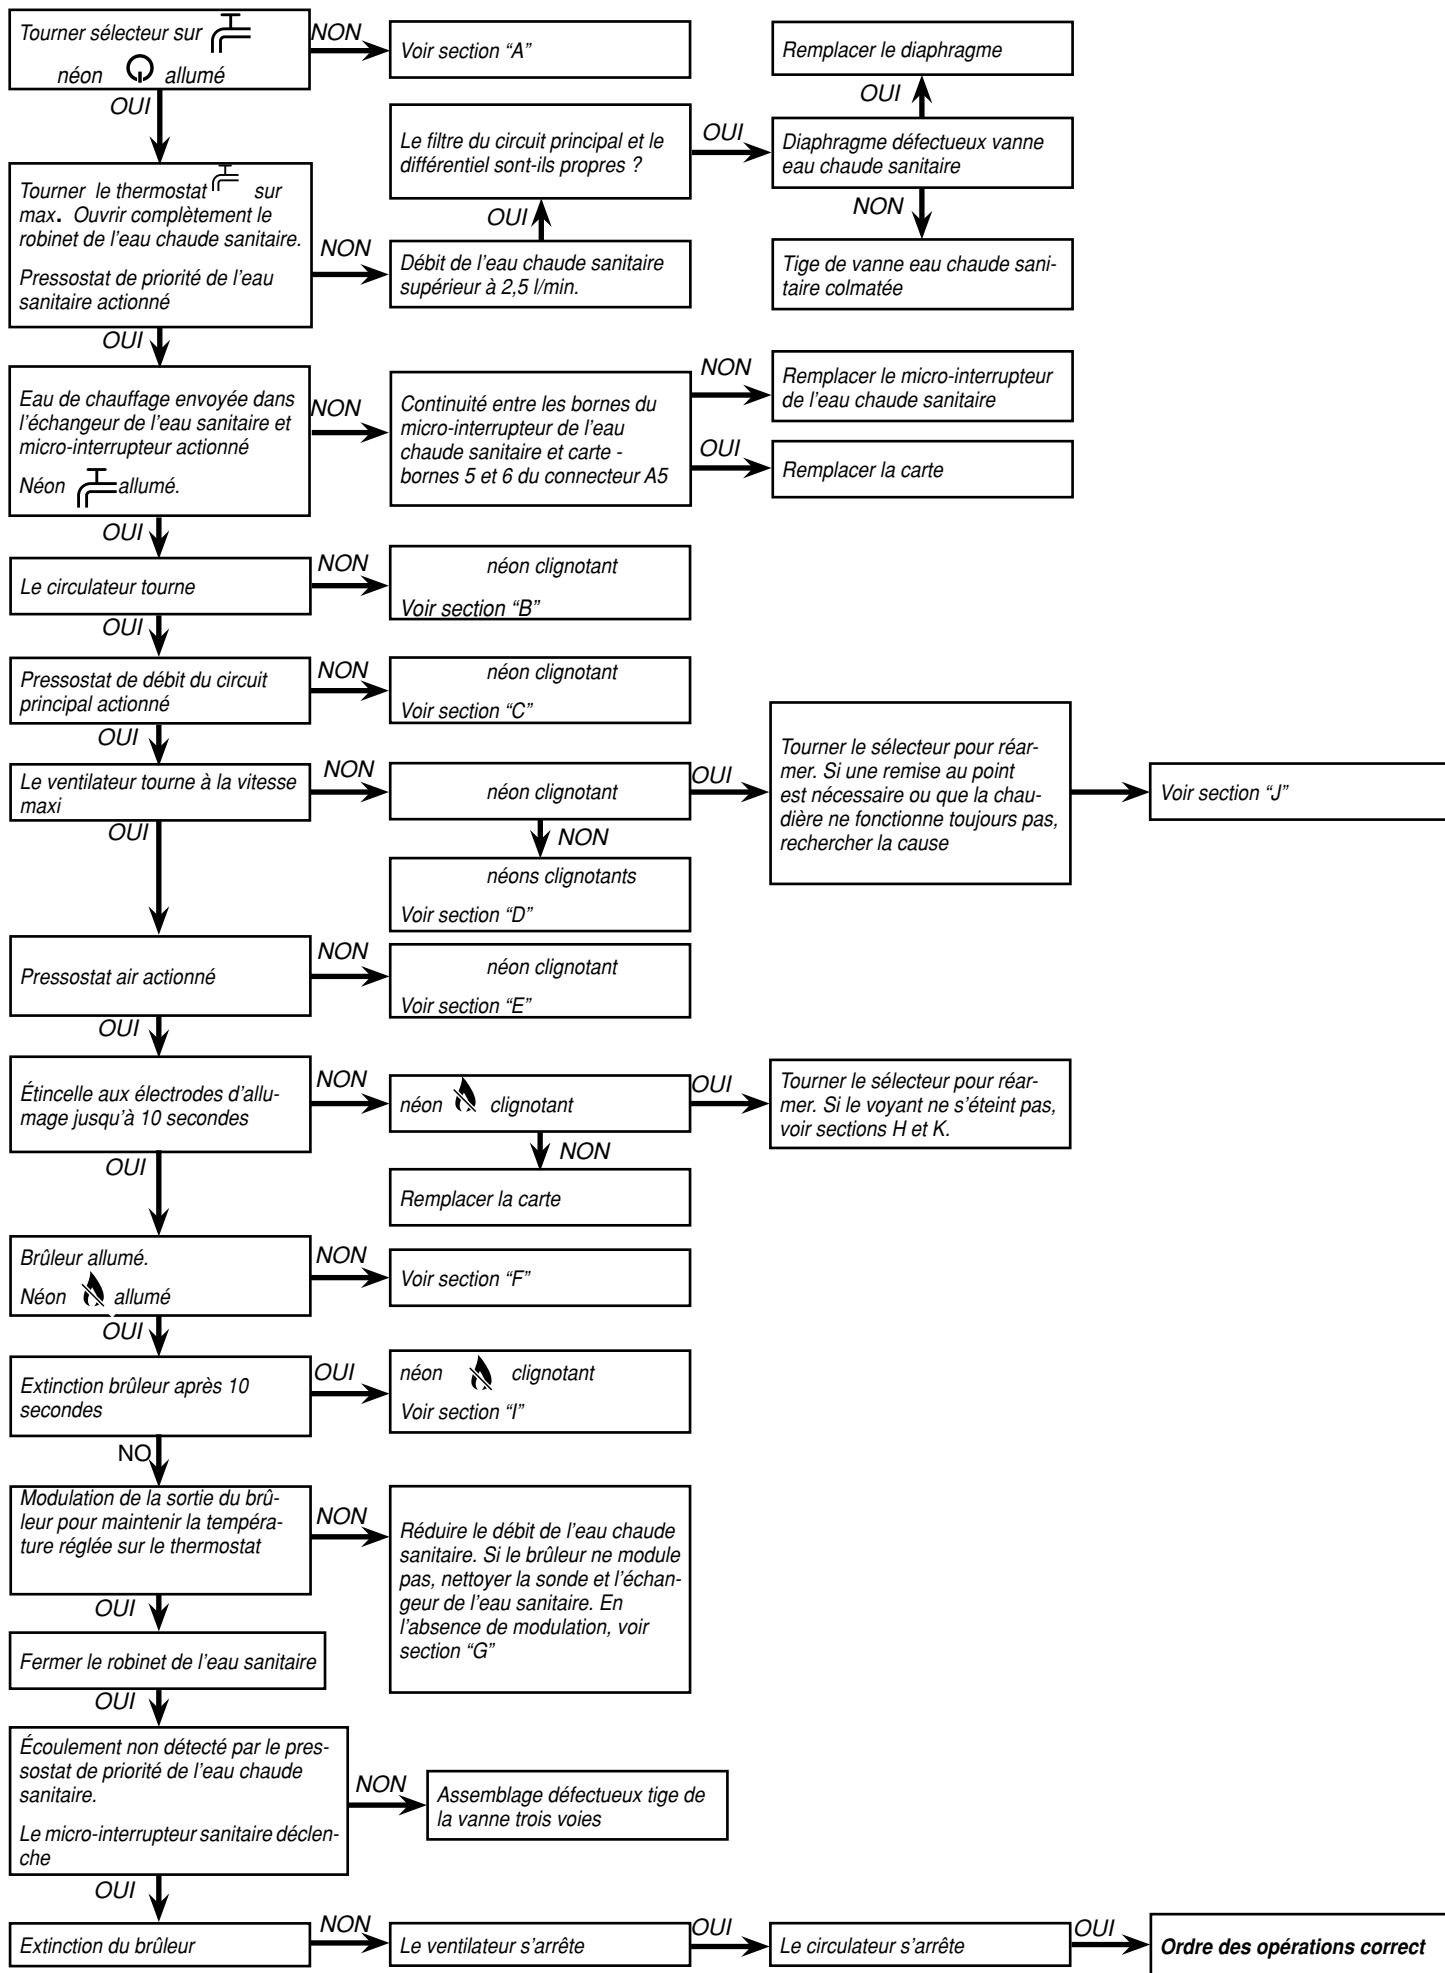 Tourner sélecteur sur
néon allumé
NON
Voir section “A”
OUI
Remplacer le diaphragme
OUI
Le filtre du circuit principal et le
différentiel sont-ils propres ?
OUI
Diaphragme défectueux vanne
eau chaude sanitaire
NON
Tige de vanne eau chaude sani-
taire colmatée
OUI
Tourner le thermostat sur
max. Ouvrir complètement le
robinet de l’eau chaude sanitaire.
Pressostat de priorité de l’eau
sanitaire actionné
NON
Débit de l’eau chaude sanitaire
supérieur à 2,5 l/min.
OUI
Eau de chauffage envoyée dans
l’échangeur de l’eau sanitaire et
micro-interrupteur actionné
Néon allumé.
NON
Continuité entre les bornes du
micro-interrupteur de l’eau
chaude sanitaire et carte -
bornes 5 et 6 du connecteur A5
NON
Remplacer le micro-interrupteur
de l’eau chaude sanitaire
OUI
Remplacer la carte
OUI
Le circulateur tourne
NON
néon clignotant
Voir section “B”
OUI
Pressostat de débit du circuit
principal actionné
NON
néon clignotant
Voir section “C”
OUI
Le ventilateur tourne à la vitesse
maxi
NON
néon clignotant
OUI
Tourner le sélecteur pour réar-
mer. Si une remise au point
est nécessaire ou que la chau-
dière ne fonctionne toujours pas,
rechercher la cause
Voir section “J”
NON
néons clignotants
Voir section “D”
OUI
Pressostat air actionné
NON
néon clignotant
Voir section “E”
OUI
Étincelle aux électrodes d’allu-
mage jusqu’à 10 secondes
NON
néon clignotant
OUI
Tourner le sélecteur pour réar-
mer. Si le voyant ne s’éteint pas,
voir sections H et K.
NON
Remplacer la carte
OUI
Brûleur allumé.
Néon allumé
NON
Voir section “F”
OUI
Extinction brûleur après 10
secondes
OUI
néon clignotant
Voir section “I”
NO
Modulation de la sortie du brû-
leur pour maintenir la tempéra-
ture réglée sur le thermostat
NON
Réduire le débit de l’eau chaude
sanitaire. Si le brûleur ne module
pas, nettoyer la sonde et l’échan-
geur de l’eau sanitaire. En
l’absence de modulation, voir
section “G”
OUI
Fermer le robinet de l’eau sanitaire
OUI
Écoulement non détecté par le pres-
sostat de priorité de l’eau chaude
sanitaire.
Le micro-interrupteur sanitaire déclen-
che
NON
Assemblage défectueux tige de
la vanne trois voies
OUI
Extinction du brûleur
NON
Le ventilateur s’arrête
OUI
Le circulateur s’arrête
OUI
Ordre des opérations correct